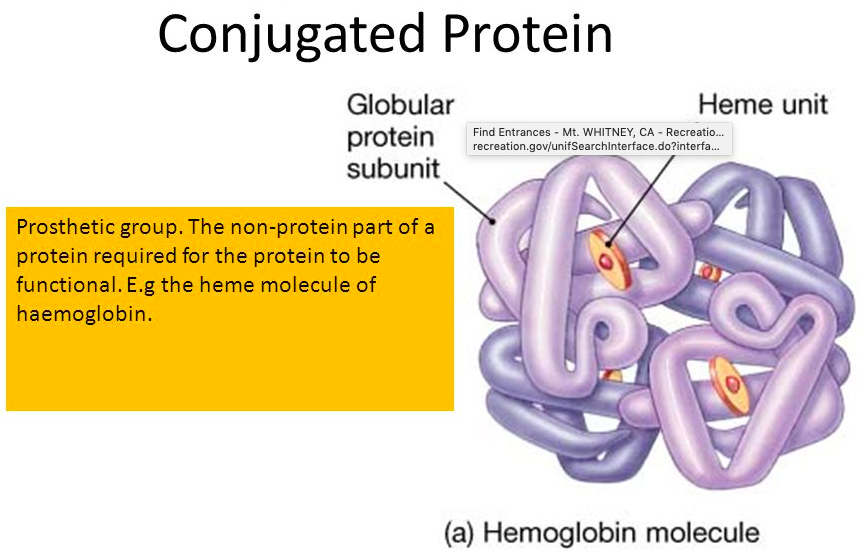 Conjugated Protein
Globular
protein
subunit
Heme unit
Find Entrances - Mt. WHITNEY, CA - Recreatio...
recreation.gov/unifSearchInterface.do?interfa...
Prosthetic group. The non-protein part of a
protein required for the protein to be
functional. E.g the heme molecule of
haemoglobin.
(a) Hemoglobin molecule